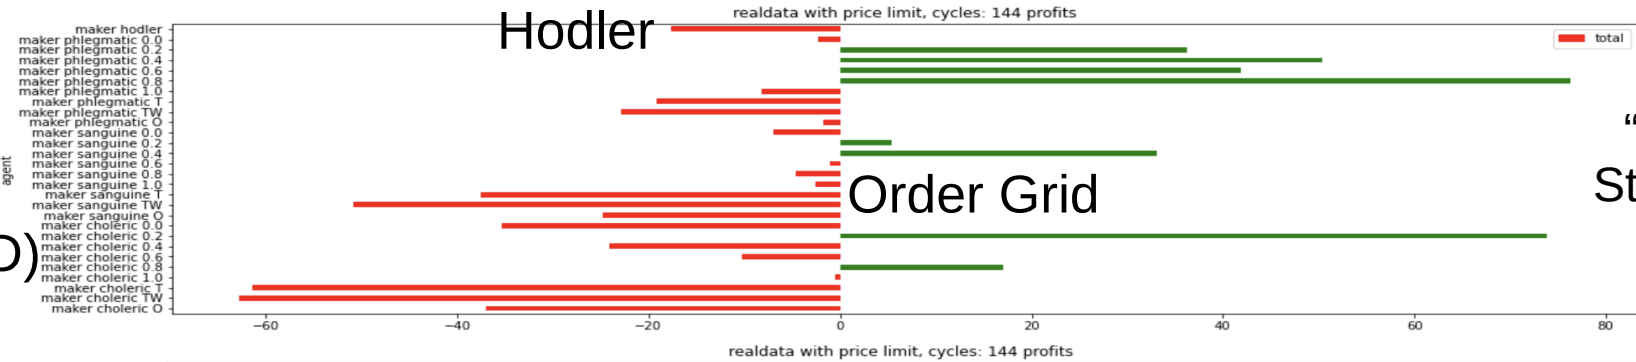 realdata with price limit, cycles: 144 profits
Hodler
total
maker hodler
maker phlegmatic 0.0
maker phlegmatic 0.2
maker phlegmatic 0.4
maker phlegmatic 0.6
maker phlegmatic 0.8
maker phlegmatic 1.0
maker phlegmatic T
maker phlegmatic TW
maker phlegmatic O
maker sanguine 0.0
maker sanguine 0.2
maker sanguine 0.4
maker sanguine 0.6
maker sanguine 0.8
maker sanguine 1.0
maker sanguine T
maker sanguine TW
maker sanguine O
maker choleric 0.0
maker choleric 0.2
maker choleric 0.4
maker choleric 0.6
maker choleric 0.8
maker choleric 1.0
maker choleric T
maker choleric TW
maker choleric O
agent
Order Grid
“
St
)
−60 −40 −20 0 20 40 60 80
realdata with price limit, cycles: 144 profits